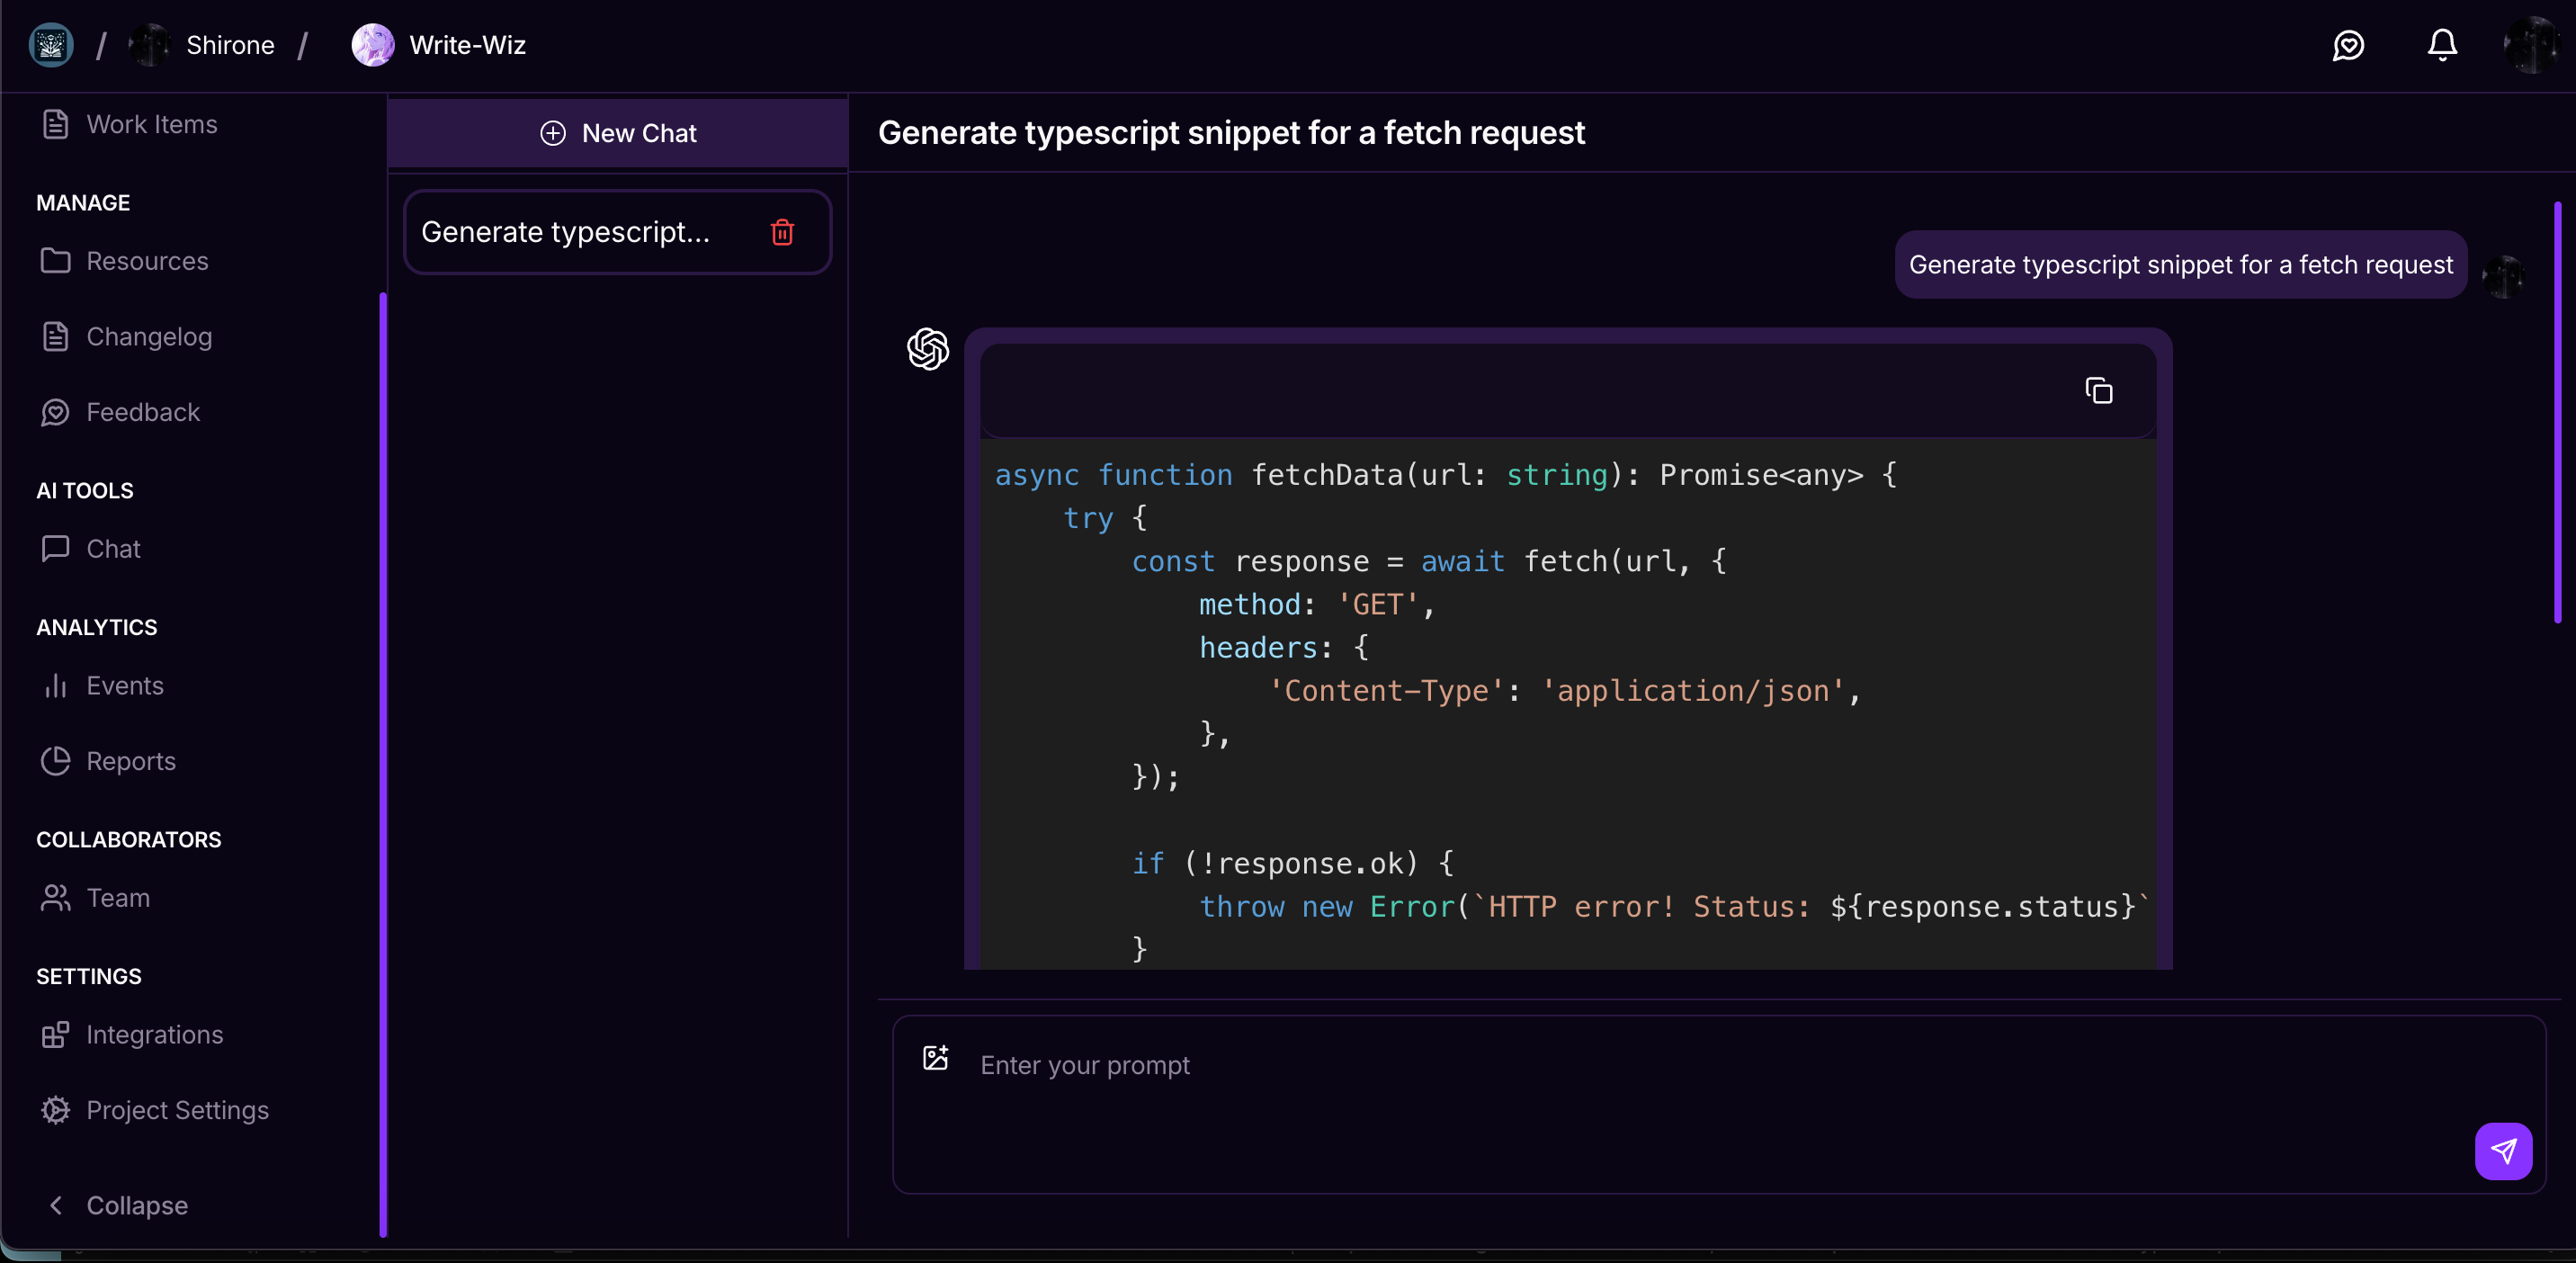 / Shirone / Write-Wiz
Work Items
MANAGE
Resources
Changelog
Feedback
AI TOOLS
Chat
ANALYTICS
Events
Reports
COLLABORATORS
Team
SETTINGS
Integrations
Project Settings
Collapse
New Chat
Generate typescript...
Generate typescript snippet for a fetch request
Generate typescript snippet for a fetch request
async function fetchData(url: string): Promise<any> {
    try {
        const response = await fetch(url, {
            method: 'GET',
            headers: {
                'Content-Type': 'application/json',
            },
        });

        if (!response.ok) {
            throw new Error(`HTTP error! Status: ${response.status}`
        }
Enter your prompt